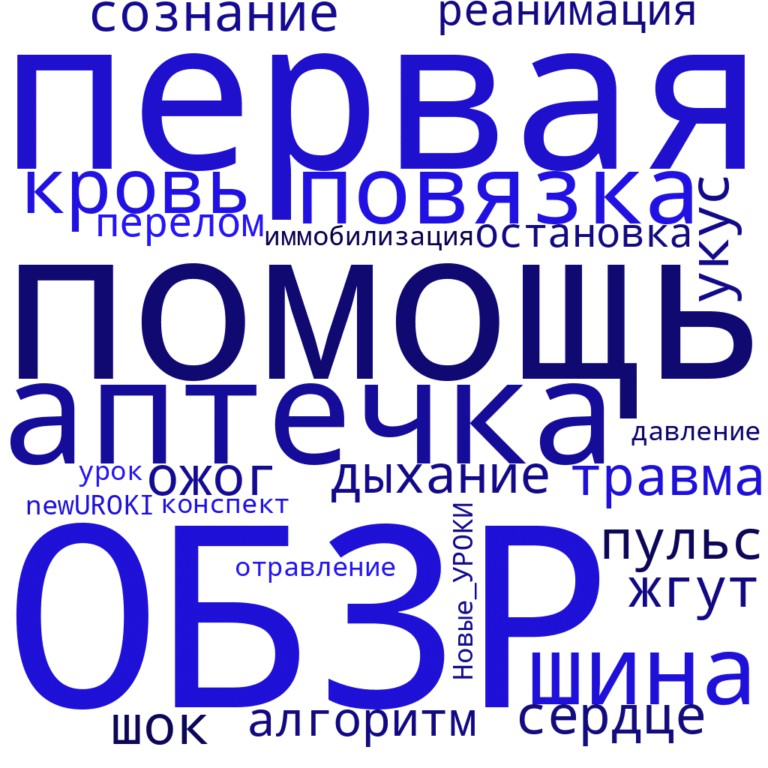 сознание
реанимация
первая
кровь
повязка
укус
перелом
иммобилизация
остановка
помощь
аптечка
давление
урок
ожог
дыхание
травма
newUROKI
конспект
ОБЗР
отравление
Новые_УРОКИ
пульс
жгут
шина
шок
алгоритм
сердце